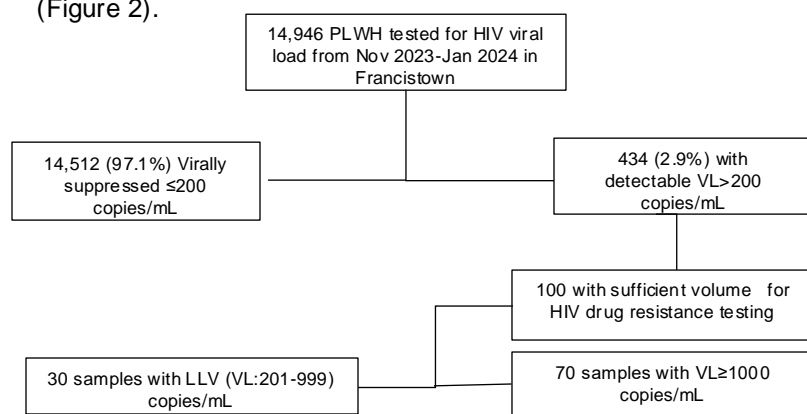 (Figure 2).
14,946 PLWH tested for HIV viral
load from Nov 2023-Jan 2024 in
Francistown
14,512 (97.1%) Virally
suppressed ≤200
copies/mL
434 (2.9%) with
detectable VL>200
copies/mL
100 with sufficient volume for
HIV drug resistance testing
30 samples with LLV (VL:201-999)
copies/mL
70 samples with VL≥1000
copies/mL